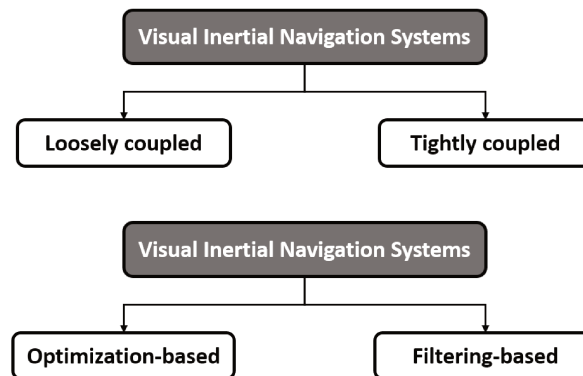 Visual Inertial Navigation Systems
Loosely coupled
Tightly coupled
Visual Inertial Navigation Systems
Optimization-based
Filtering-based